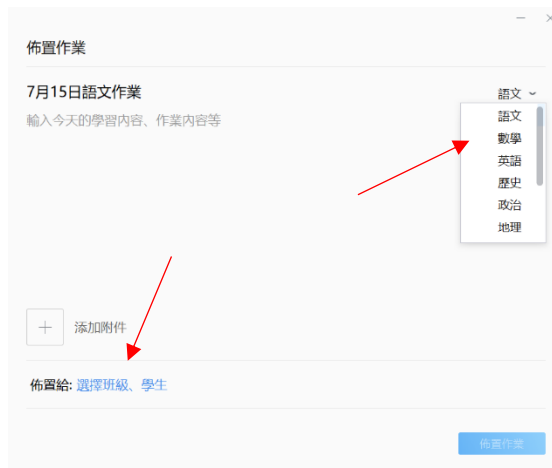 佈置作業
7月15日語文作業
語文
輸入今天的學習內容、作業內容等
語文
數學
英語
歷史
政治
地理
添加附件
佈置給: 選擇班級、學生
佈置作業